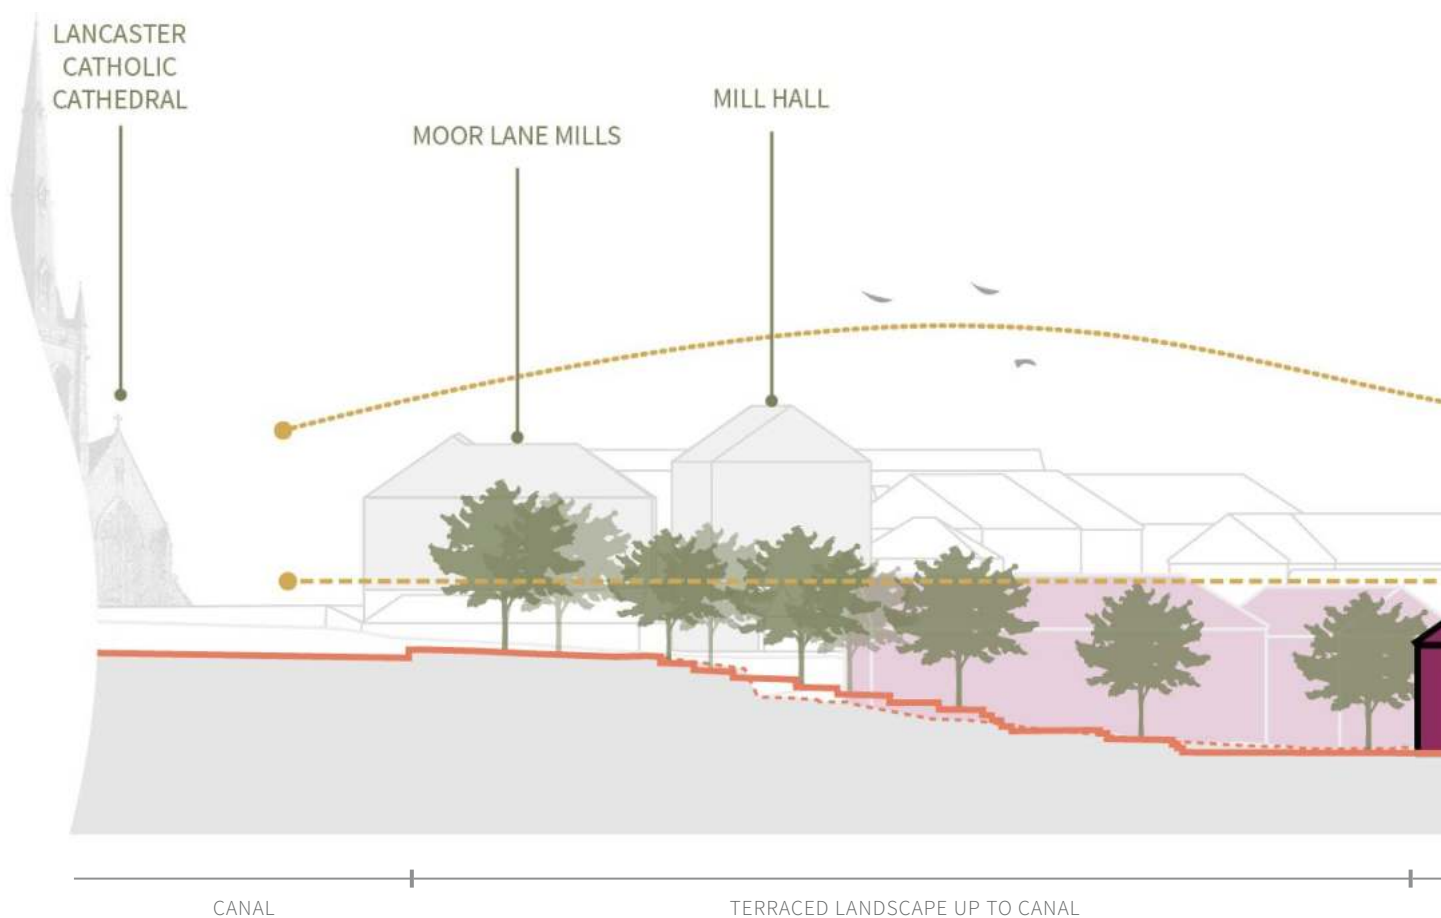 LANCASTER
CATHOLIC
CATHEDRAL
MOOR LANE MILLS
MILL HALL
CANAL
TERRACED LANDSCAPE UP TO CANAL